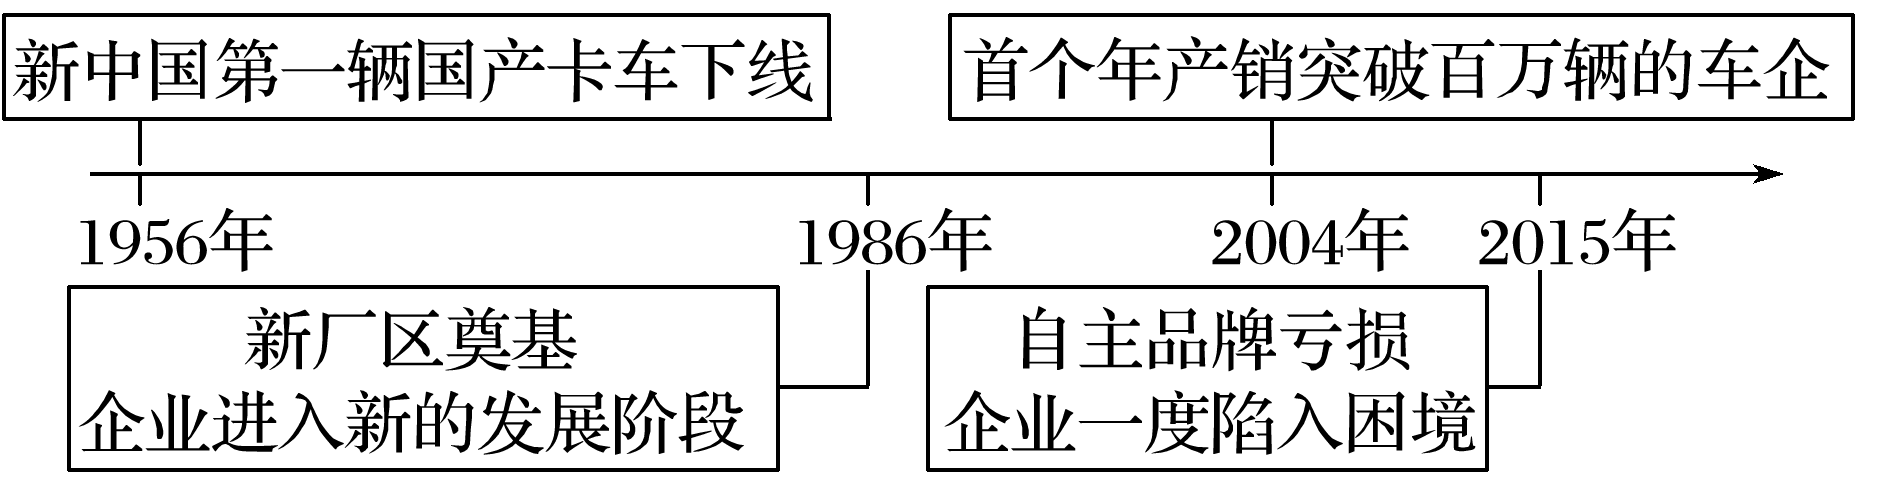 新中国第一辆国产卡车下线
首个年产销突破百万辆的车企
1956年
1986年
2004年
2015年
新厂区奠基
企业进入新的发展阶段
自主品牌亏损
企业一度陷入困境